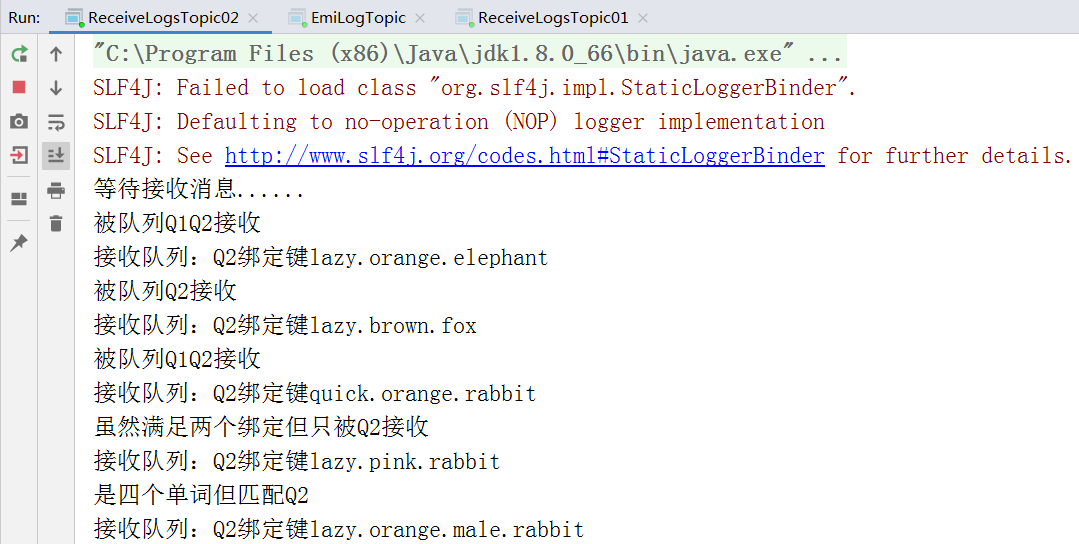 Run: ReceiveLogsTopic02 EmiLogTopic ReceiveLogsTopic01
"C:\Program Files (x86)\Java\jdk1.8.0_66\bin\java.exe" ...
SLF4J: Failed to load class "org.slf4j.impl.StaticLoggerBinder".
SLF4J: Defaulting to no-operation (NOP) logger implementation
SLF4J: See http://www.slf4j.org/codes.html#StaticLoggerBinder for further details.
等待接收消息......
被队列Q1Q2接收
接收队列：Q2绑定键lazy.orange.elephant
被队列Q2接收
接收队列：Q2绑定键lazy.brown.fox
被队列Q1Q2接收
接收队列：Q2绑定键quick.orange.rabbit
虽然满足两个绑定但只被Q2接收
接收队列：Q2绑定键lazy.pink.rabbit
是四个单词但匹配Q2
接收队列：Q2绑定键lazy.orange.male.rabbit